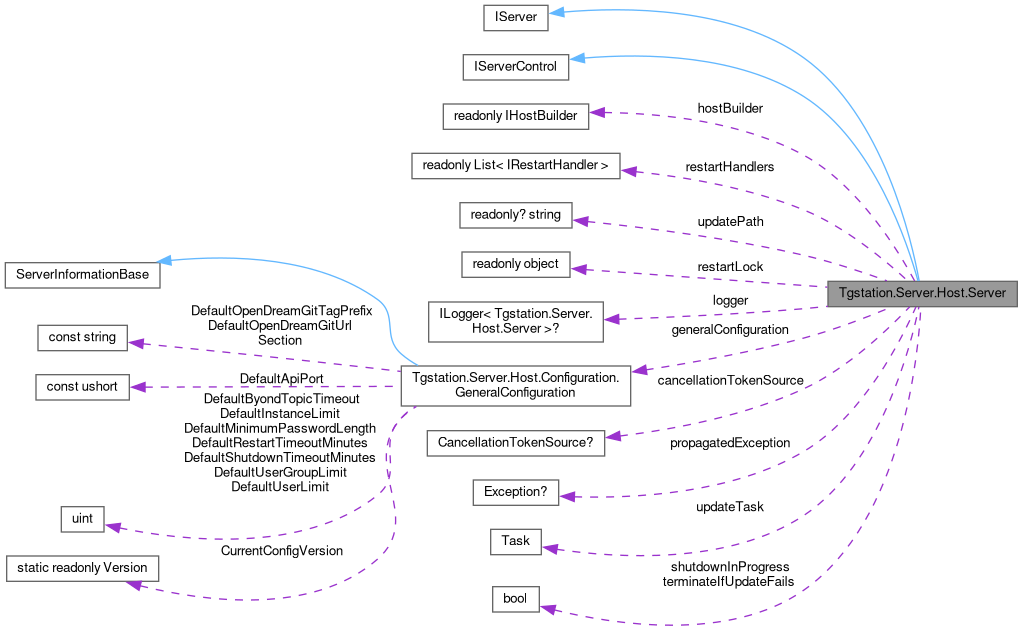 IServer
IServerControl
hostBuilder
readonly IHostBuilder
restartHandlers
readonly List< IRestartHandler >
updatePath
readonly? string
restartLock
readonly object
ServerInformationBase
Tgstation.Server.Host.Server
logger
ILogger< Tgstation.Server.
Host.Server >?
generalConfiguration
DefaultOpenDreamGitTagPrefix
DefaultOpenDreamGitUrl
Section
const string
DefaultApiPort
const ushort
Tgstation.Server.Host.Configuration.
GeneralConfiguration
cancellationTokenSource
DefaultByondTopicTimeout
DefaultInstanceLimit
DefaultMinimumPasswordLength
DefaultRestartTimeoutMinutes
DefaultShutdownTimeoutMinutes
DefaultUserGroupLimit
DefaultUserLimit
CancellationTokenSource?
propagatedException
Exception?
updateTask
uint
Task
CurrentConfigVersion
static readonly Version
shutdownInProgress
terminateIfUpdateFails
bool